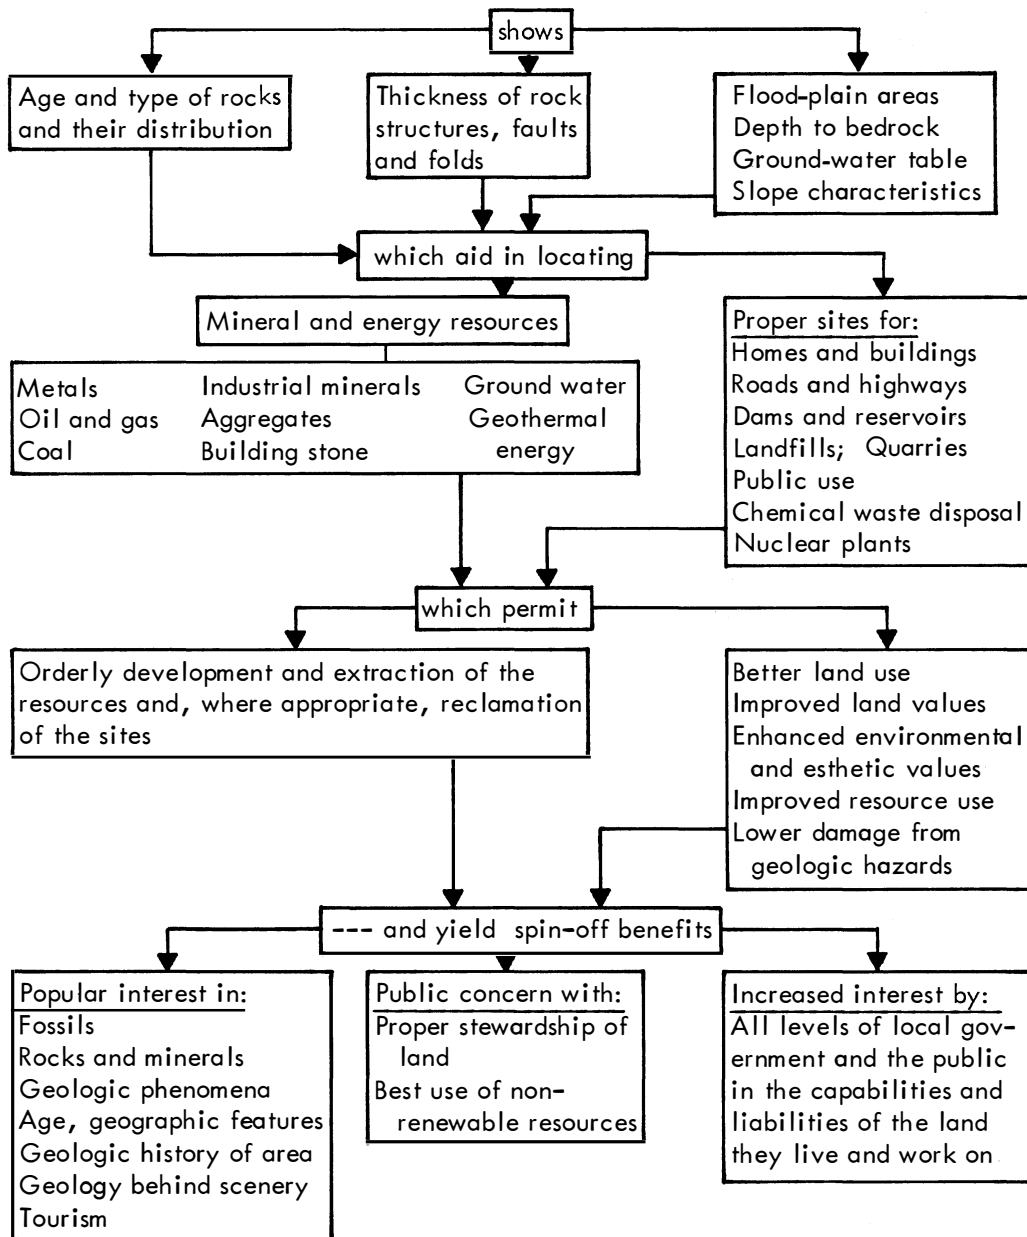 shows
Age and type of rocks
and their distribution
Thickness of rock
structures, faults
and folds
Flood-plain areas
Depth to bedrock
Ground-water table
Slope characteristics
which aid in locating
Mineral and energy resources
Metals
Oil and gas
Coal
Industrial minerals
Aggregates
Building stone
Ground water
Geothermal
energy
Proper sites for:
Homes and buildings
Roads and highways
Dams and reservoirs
Landfills; Quarries
Public use
Chemical waste disposal
Nuclear plants
which permit
Orderly development and extraction of the
resources and, where appropriate, reclamation
of the sites
Better land use
Improved land values
Enhanced environmental
and esthetic values
Improved resource use
Lower damage from
geologic hazards
--- and yield spin-off benefits
Popular interest in:
Fossils
Rocks and minerals
Geologic phenomena
Age, geographic features
Geologic history of area
Geology behind scenery
Tourism
Public concern with:
Proper stewardship of
land
Best use of non-
renewable resources
Increased interest by:
All levels of local gov-
ernment and the public
in the capabilities and
liabilities of the land
they live and work on